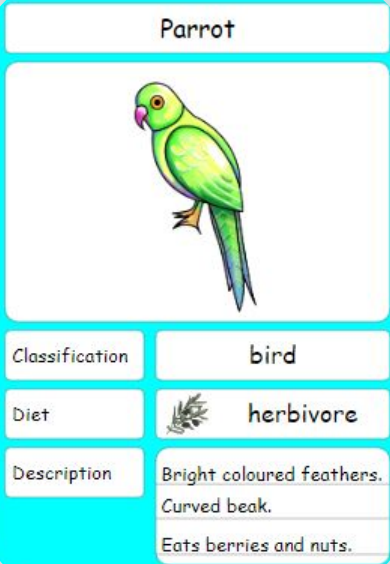 Parrot
Classification
bird
Diet
herbivore
Description
Bright coloured feathers.
Curved beak.
Eats berries and nuts.